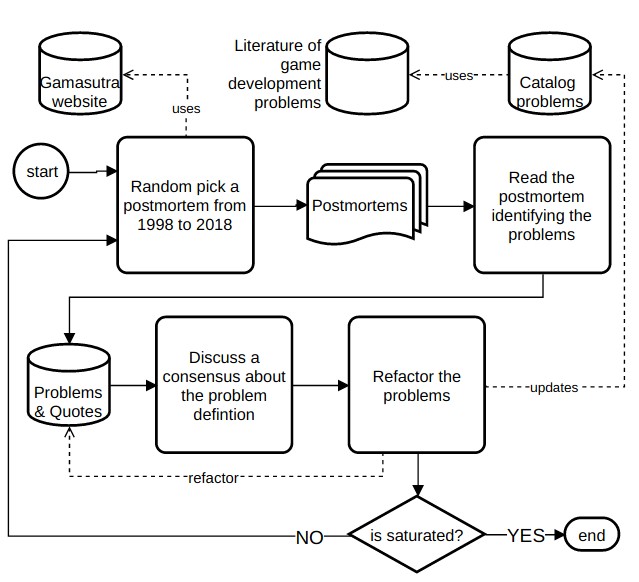 Gamasutra
website
Literature of
game
development
problems
uses
Catalog
problems
uses
start
Random pick a
postmortem from
1998 to 2018
Postmortems
Read the
postmortem
identifying the
problems
Problems
& Quotes
Discuss a
consensus about
the problem
defintion
Refactor the
problems
updates
refactor
NO
is saturated?
YES
end